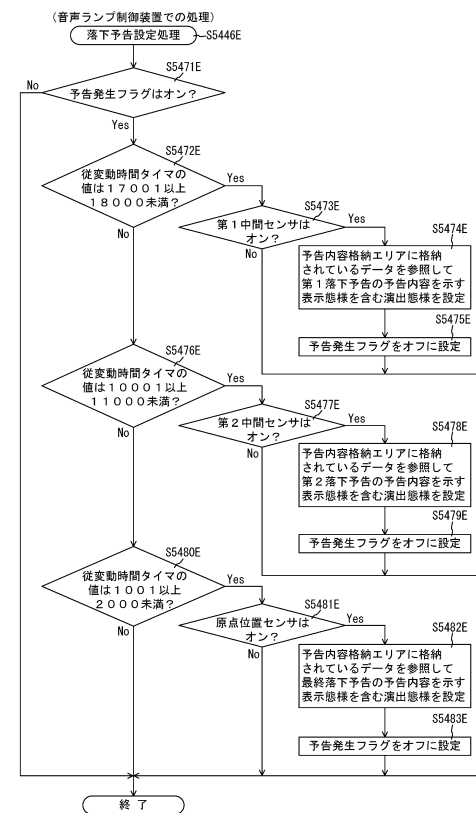 (音声ランプ制御装置での処理)
落下予告設定処理
S5446E
S5471E
No
予告発生フラグはオン？
Yes
S5472E
従変動時間タイマの
値は１７００１以上
１８０００未満？
Yes
No
S5473E
第１中間センサは
オン？
Yes
No
S5474E
予告内容格納エリアに格納
されているデータを参照して
第１落下予告の予告内容を示す
表示態様を含む演出態様を設定
S5475E
予告発生フラグをオフに設定
S5476E
従変動時間タイマの
値は１０００１以上
１１０００未満？
Yes
No
S5477E
第２中間センサは
オン？
Yes
No
S5478E
予告内容格納エリアに格納
されているデータを参照して
第２落下予告の予告内容を示す
表示態様を含む演出態様を設定
S5479E
予告発生フラグをオフに設定
S5480E
従変動時間タイマの
値は１００１以上
２０００未満？
Yes
No
S5481E
原点位置センサは
オン？
Yes
No
S5482E
予告内容格納エリアに格納
されているデータを参照して
最終落下予告の予告内容を示す
表示態様を含む演出態様を設定
S5483E
予告発生フラグをオフに設定
終了